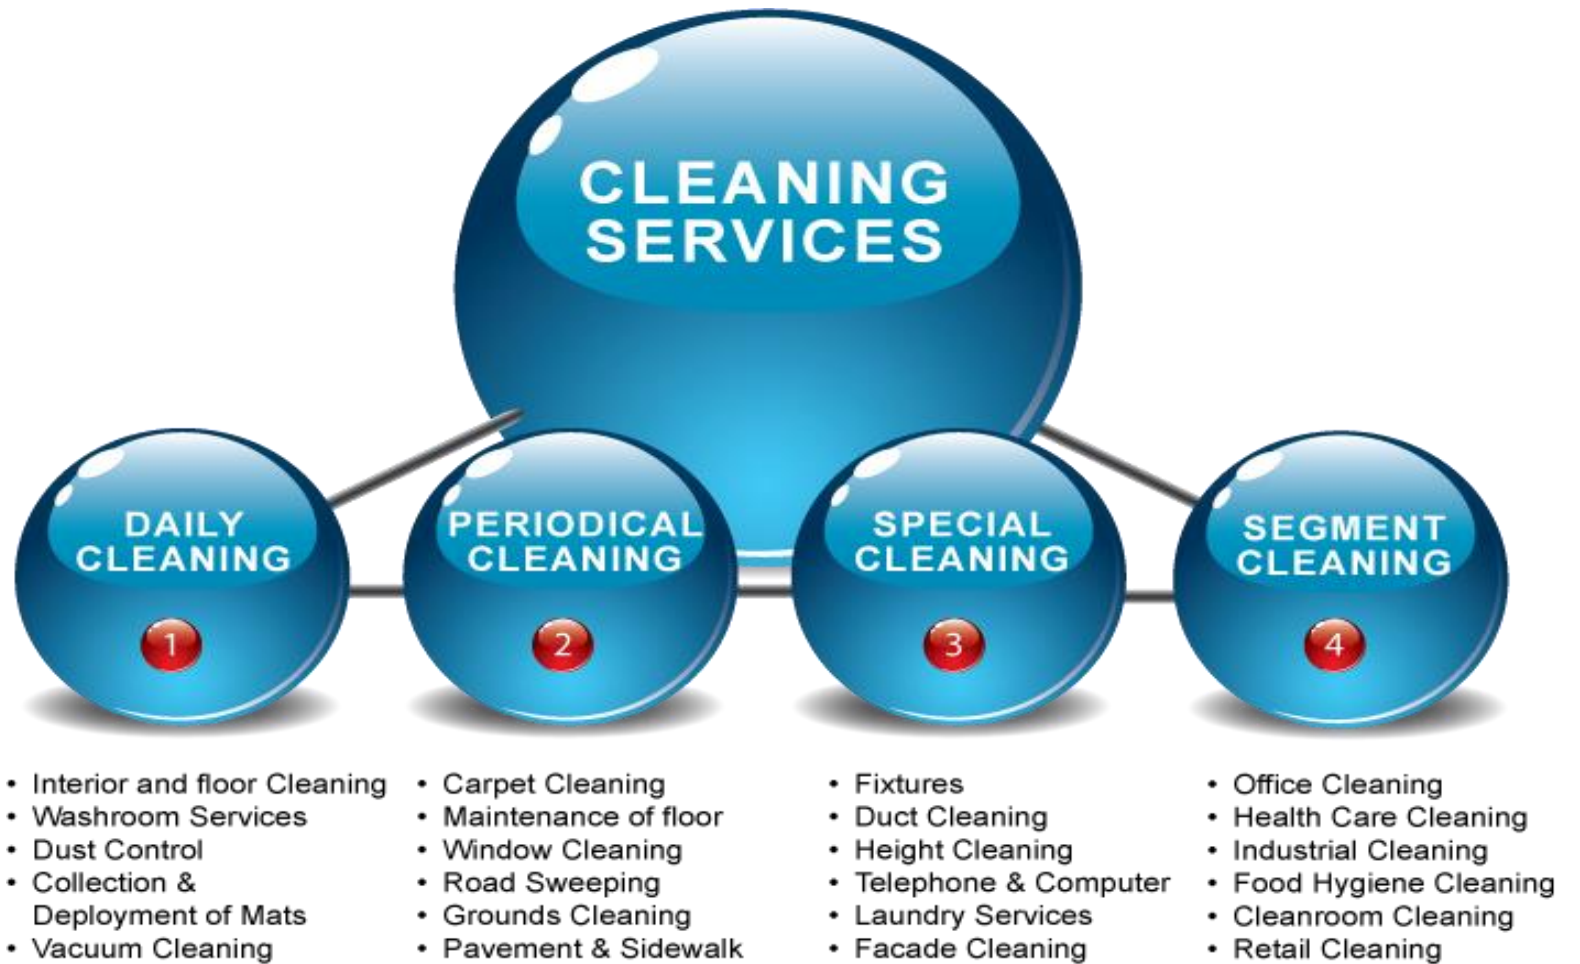 CLEANING
SERVICES
DAILY
CLEANING
1
PERIODICAL
CLEANING
2
SPECIAL
CLEANING
3
SEGMENT
CLEANING
4
• Interior and floor Cleaning
• Washroom Services
• Dust Control
• Collection &
Deployment of Mats
• Vacuum Cleaning
• Carpet Cleaning
• Maintenance of floor
• Window Cleaning
• Road Sweeping
• Grounds Cleaning
• Pavement & Sidewalk
• Fixtures
• Duct Cleaning
• Height Cleaning
• Telephone & Computer
• Laundry Services
• Facade Cleaning
• Office Cleaning
• Health Care Cleaning
• Industrial Cleaning
• Food Hygiene Cleaning
• Cleanroom Cleaning
• Retail Cleaning